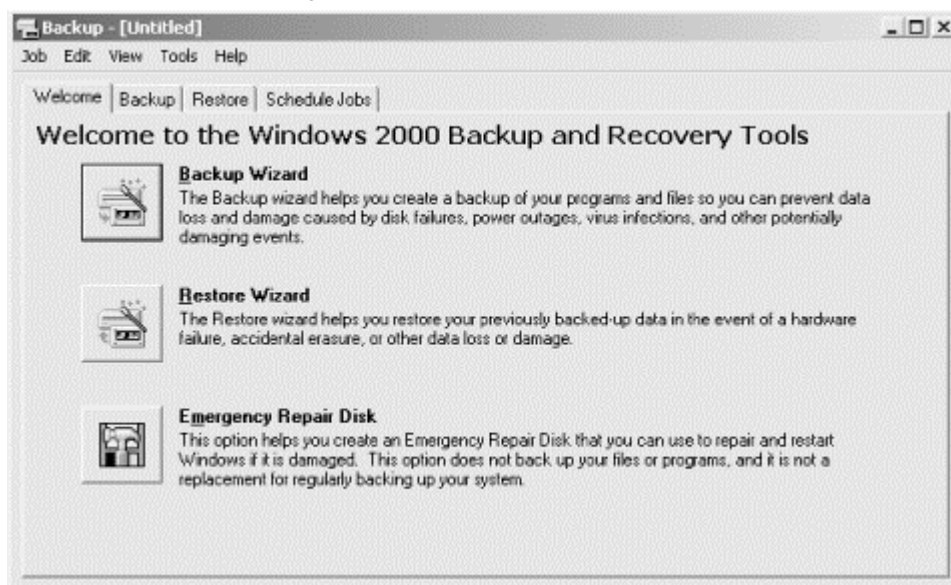 Backup - [Untitled]
Job Edit View Tools Help
Welcome Backup Restore Schedule Jobs
Welcome to the Windows 2000 Backup and Recovery Tools
Backup Wizard
The Backup wizard helps you create a backup of your programs and files so you can prevent data
loss and damage caused by disk failures, power outages, virus infections, and other potentially
damaging events.
Restore Wizard
The Restore wizard helps you restore your previously backed-up data in the event of a hardware
failure, accidental erasure, or other data loss or damage.
Emergency Repair Disk
This option helps you create an Emergency Repair Disk that you can use to repair and restart
Windows if it is damaged. This option does not back up your files or programs, and it is not a
replacement for regularly backing up your system.